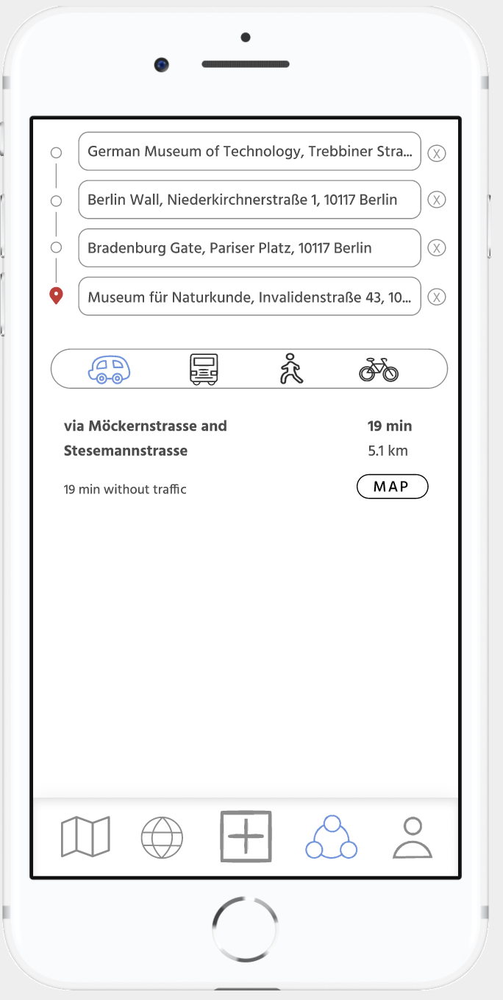 German Museum of Technology, Trebbiner Stra...
X
Berlin Wall, Niederkirchnerstraße 1, 10117 Berlin
X
Bradenburg Gate, Pariser Platz, 10117 Berlin
X
Museum für Naturkunde, Invalidenstraße 43, 10...
X
via Möckernstrasse and
Stesemannstrasse
19 min
5.1 km
19 min without traffic
MAP